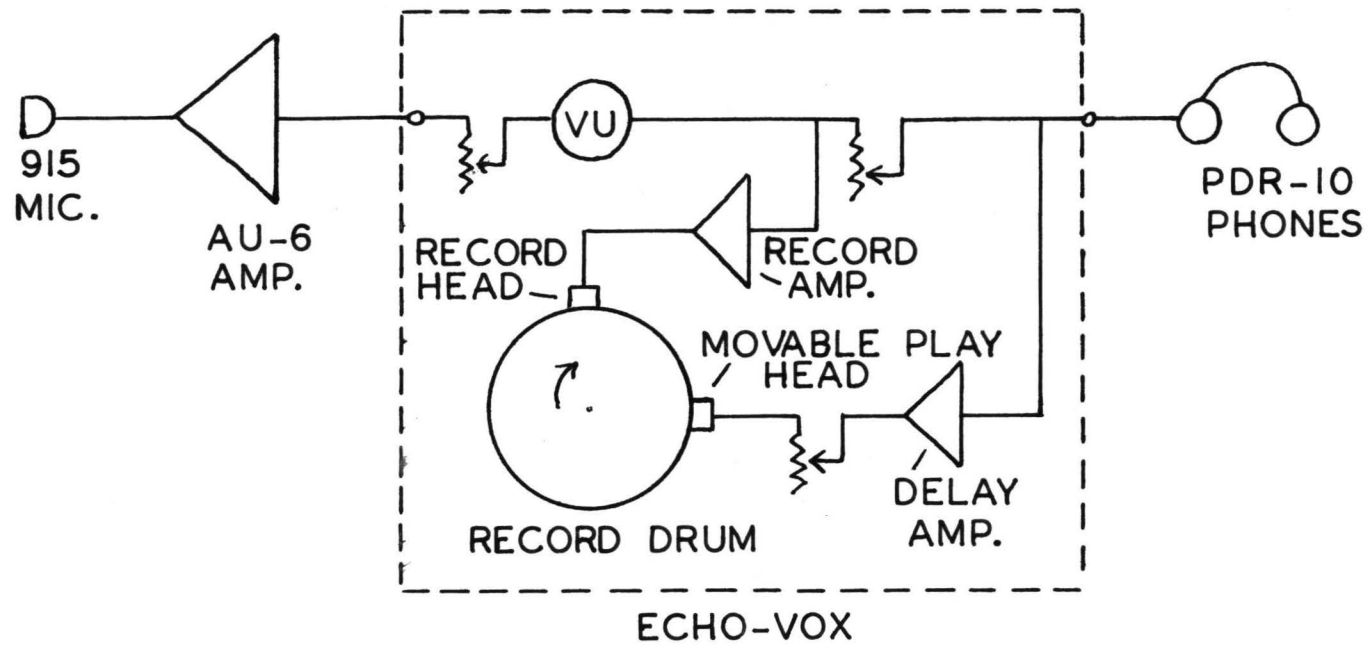 915
MIC.
AU-6
AMP.
VU
RECORD
HEAD
RECORD
AMP.
MOVABLE PLAY
HEAD
DELAY
AMP.
RECORD DRUM
PDR-10
PHONES
ECHO-VOX